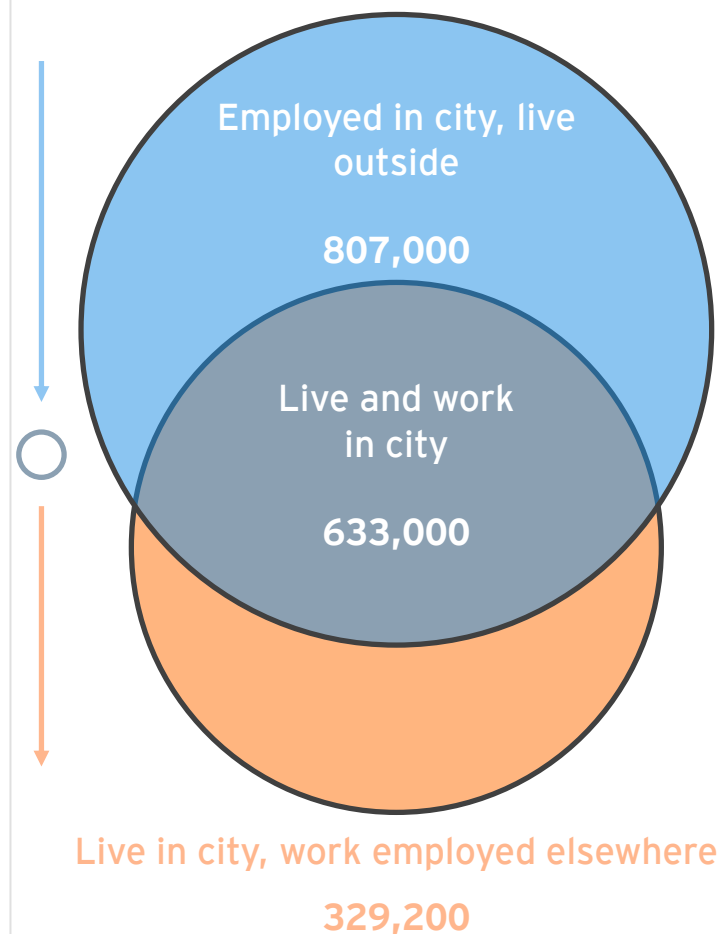 Employed in city, live
outside
807,000
Live and work
in city
633,000
Live in city, work employed elsewhere
329,200